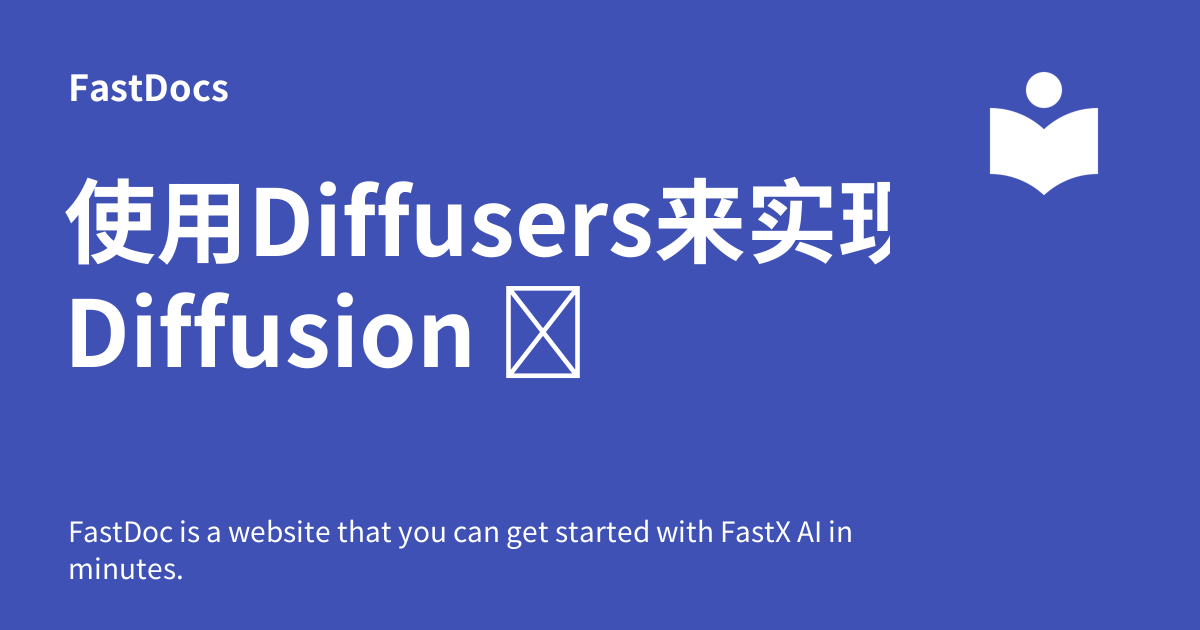 FastDocs
使用Diffusers来实现
Diffusion
FastDoc is a website that you can get started with FastX AI in
minutes.